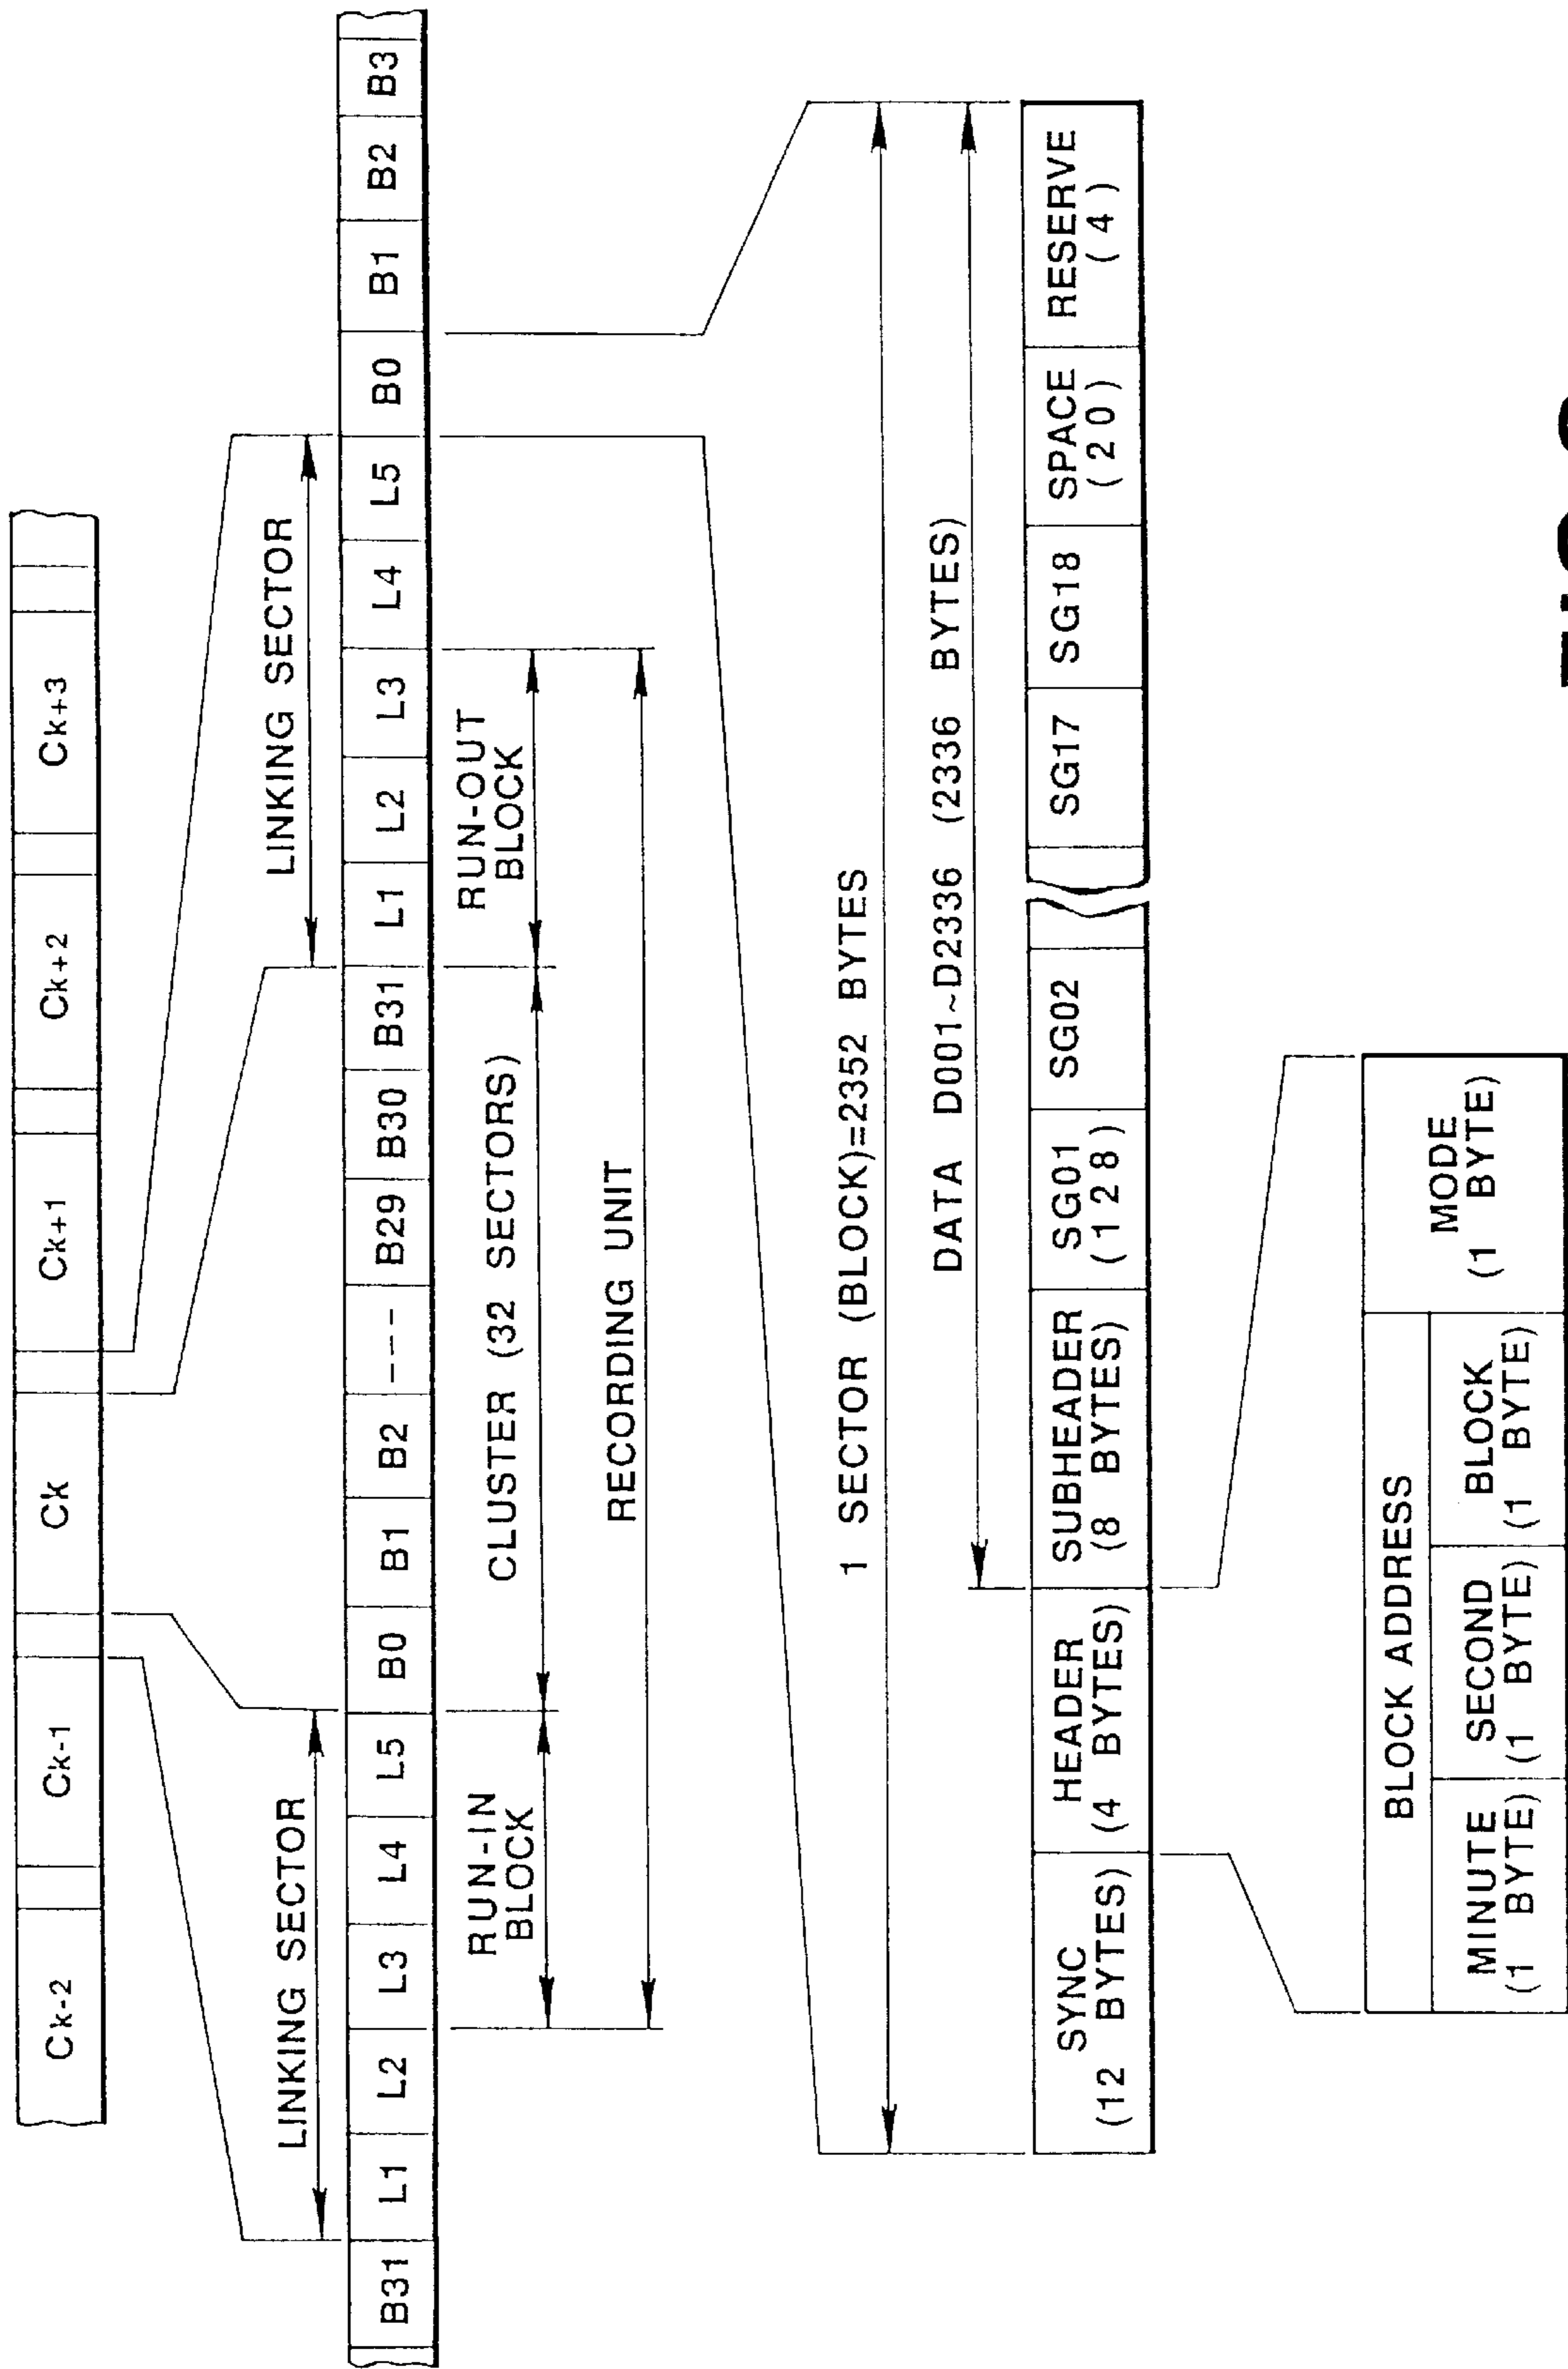 Ck-2 Ck-1 Ck Ck+1 Ck+2 Ck+3
LINKING SECTOR LINKING SECTOR
B31 L1 L2 L3 L4 L5 B0 B1 B2 --- B29 B30 B31 L1 L2 L3 L4 L5 B0 B1 B2 B3
RUN-IN
BLOCK
CLUSTER (32 SECTORS)
RUN-OUT
BLOCK
RECORDING UNIT
1 SECTOR (BLOCK)=2352 BYTES
DATA D001~D2336 (2336 BYTES)
SYNC
(12 BYTES)
HEADER
(4 BYTES)
SUBHEADER
(8 BYTES)
SG01
(128)
SG02
SG17
SG18
SPACE
(20)
RESERVE
(4)
BLOCK ADDRESS
MINUTE
(1 BYTE)
SECOND
(1 BYTE)
BLOCK
(1 BYTE)
MODE
(1 BYTE)